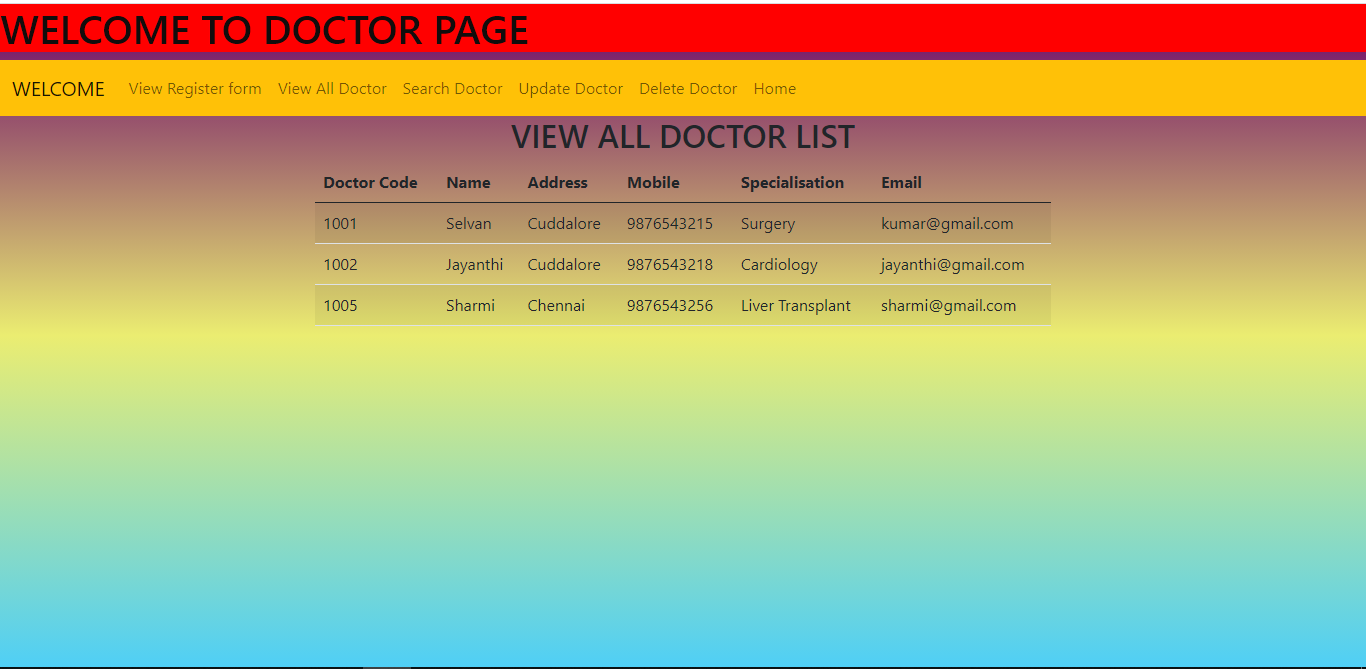 WELCOME TO DOCTOR PAGE
WELCOME View Register form View All Doctor Search Doctor Update Doctor Delete Doctor Home
VIEW ALL DOCTOR LIST
Doctor Code Name Address Mobile Specialisation Email
1001 Selvan Cuddalore 9876543215 Surgery kumar@gmail.com
1002 Jayanthi Cuddalore 9876543218 Cardiology jayanthi@gmail.com
1005 Sharmi Chennai 9876543256 Liver Transplant sharmi@gmail.com